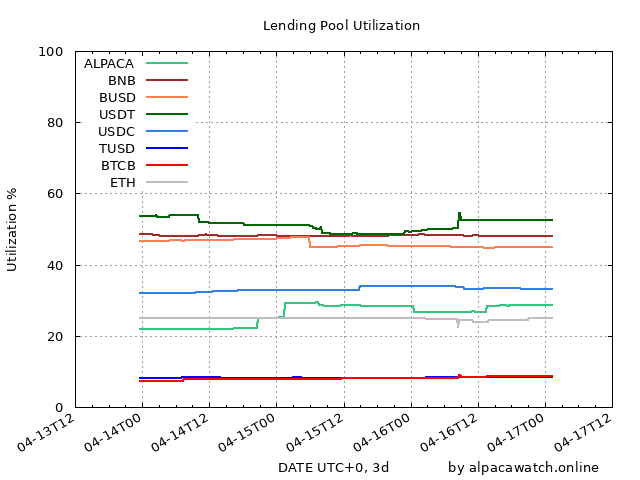 Lending Pool Utilization
Utilization %
100
80
60
40
20
0
ALPACA
BNB
BUSD
USDT
USDC
TUSD
BTCB
ETH
04-13T12
04-14T00
04-14T12
04-15T00
04-15T12
04-16T00
04-16T12
04-17T00
04-17T12
DATE UTC+0, 3d
by alpacawatch.online